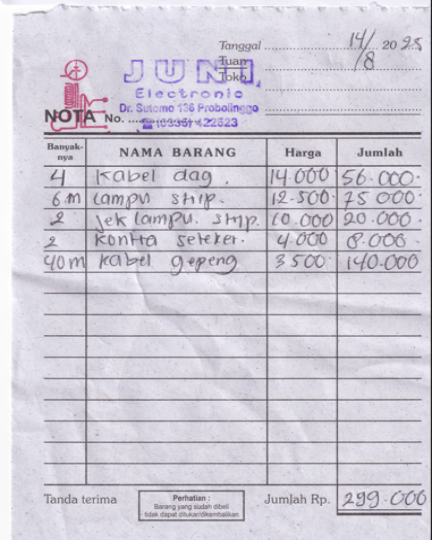 Tanggal 14/8 2025
Tuan
Toko
JUNI
Electronic
Dr. Sutomo 136 Probolinggo
☎ (0335) 422523
NOTA No.
Banyak-nya NAMA BARANG Harga Jumlah
4 kabel dag. 14.000 56.000.
6 m lampu strip. 12.500 75 000
2 jek lampu. strip. 10.000 20.000
2 kontra seteker. 4.000 8.000
40 m kabel gepeng 3500 140.000
Tanda terima
Perhatian :
Barang yang sudah dibeli
tidak dapat ditukar/dikembalikan
Jumlah Rp. 299.000